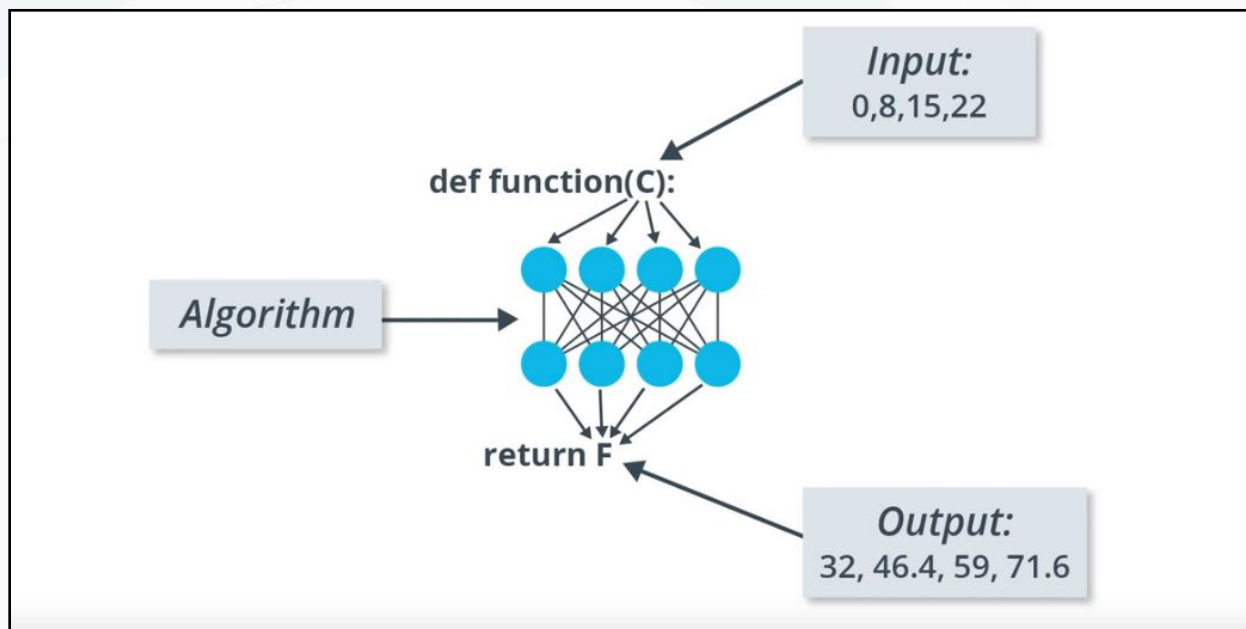 Input:
0,8,15,22
def function(C):
Algorithm
return F
Output:
32, 46.4, 59, 71.6